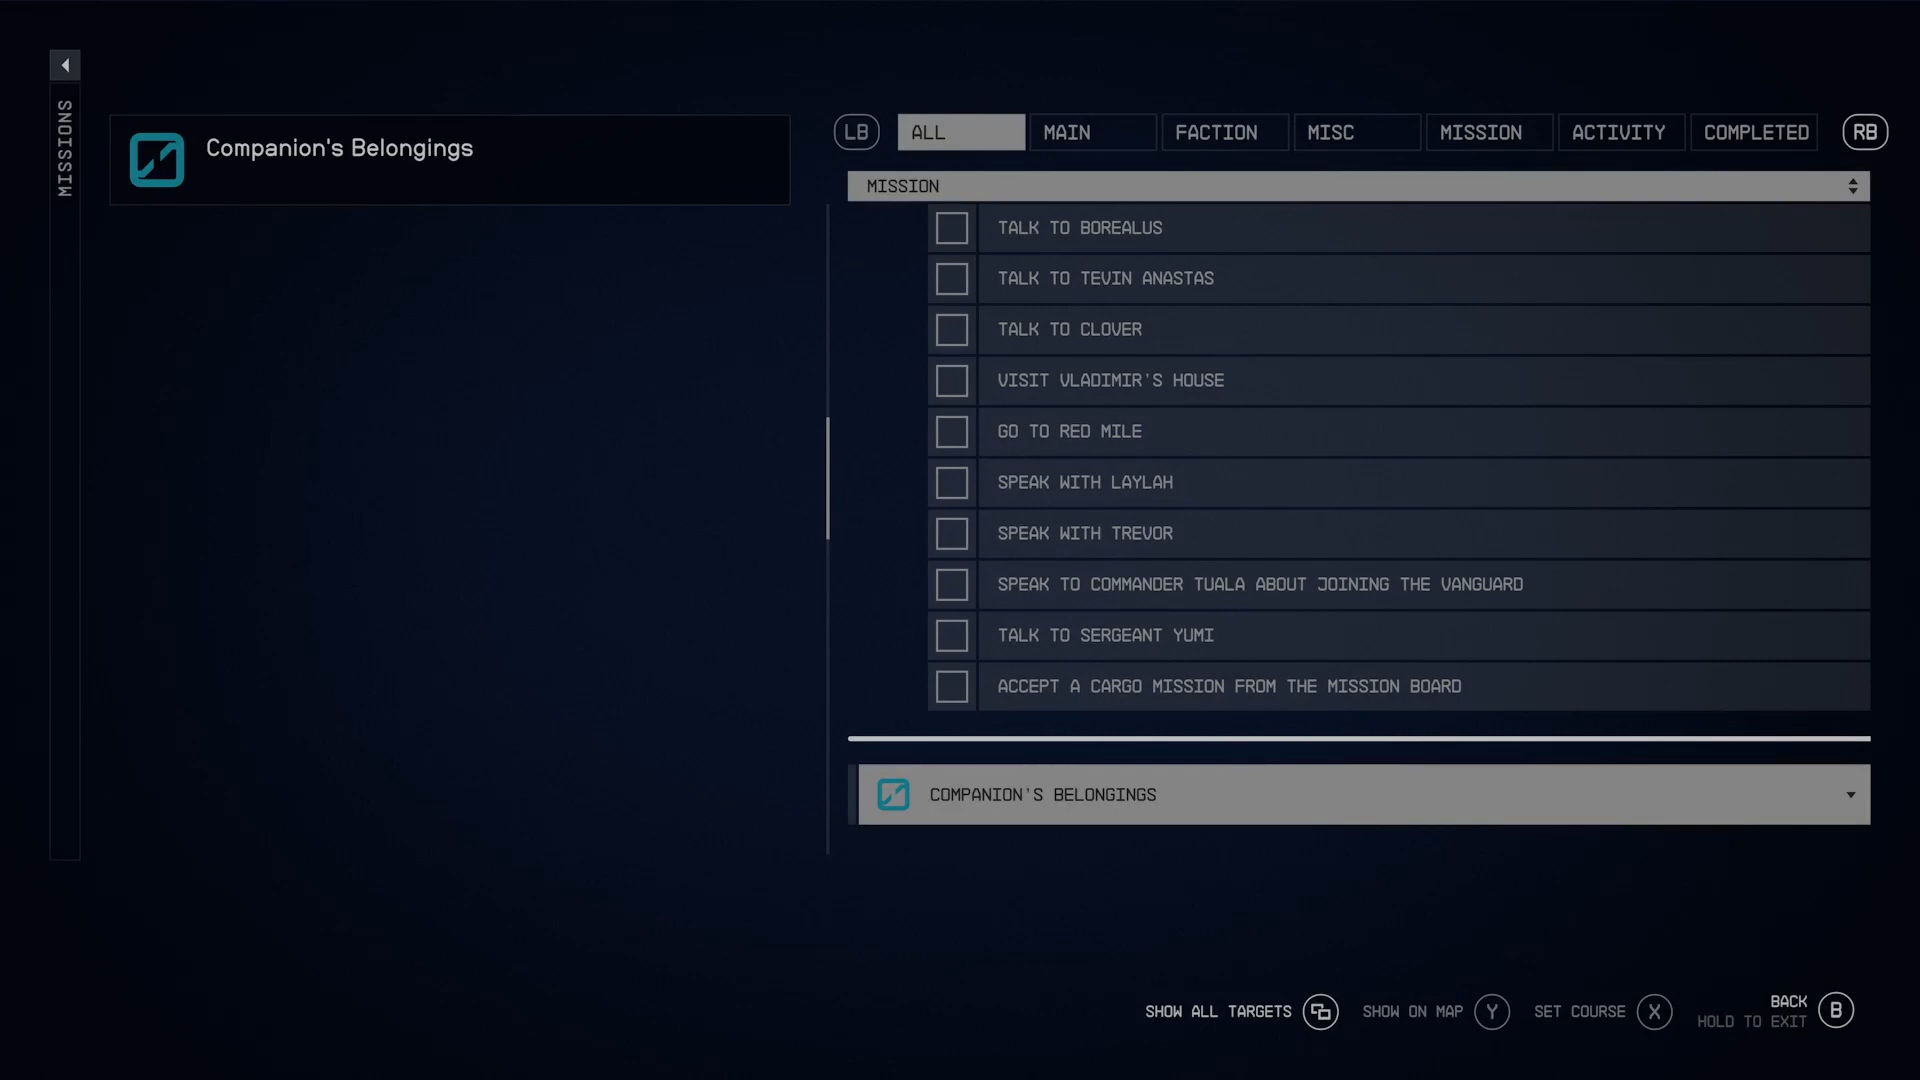 MISSIONS
Companion's Belongings
LB ALL MAIN FACTION MISC MISSION ACTIVITY COMPLETED RB
MISSION
TALK TO BOREALUS
TALK TO TEVIN ANASTAS
TALK TO CLOVER
VISIT VLADIMIR'S HOUSE
GO TO RED MILE
SPEAK WITH LAYLAH
SPEAK WITH TREVOR
SPEAK TO COMMANDER TUALA ABOUT JOINING THE VANGUARD
TALK TO SERGEANT YUMI
ACCEPT A CARGO MISSION FROM THE MISSION BOARD
COMPANION'S BELONGINGS
SHOW ALL TARGETS SHOW ON MAP Y SET COURSE X BACK B
HOLD TO EXIT